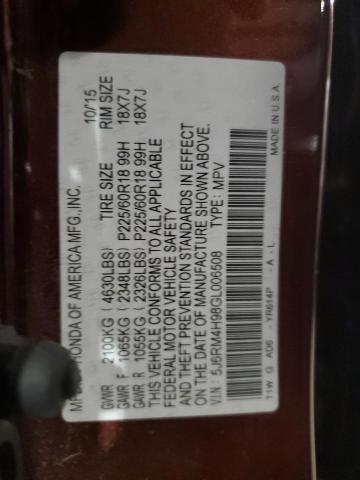 MF HONDA OF AMERICA MFG., INC. 10/15
GVWR 2100KG ( 4630LBS) TIRE SIZE RIM SIZE
GAWR F 1065KG ( 2348LBS) P225/60R18 99H 18X7J
GAWR R 1055KG ( 2326LBS) P225/60R18 99H 18X7J
THIS VEHICLE CONFORMS TO ALL APPLICABLE
FEDERAL MOTOR VEHICLE SAFETY
AND THEFT PREVENTION STANDARDS IN EFFECT
ON THE DATE OF MANUFACTURE SHOWN ABOVE.
V.I.N : 5J6RM4H98GL006508 TYPE: MPV
71W G AD6 YR614P - A - L MADE IN U.S.A.